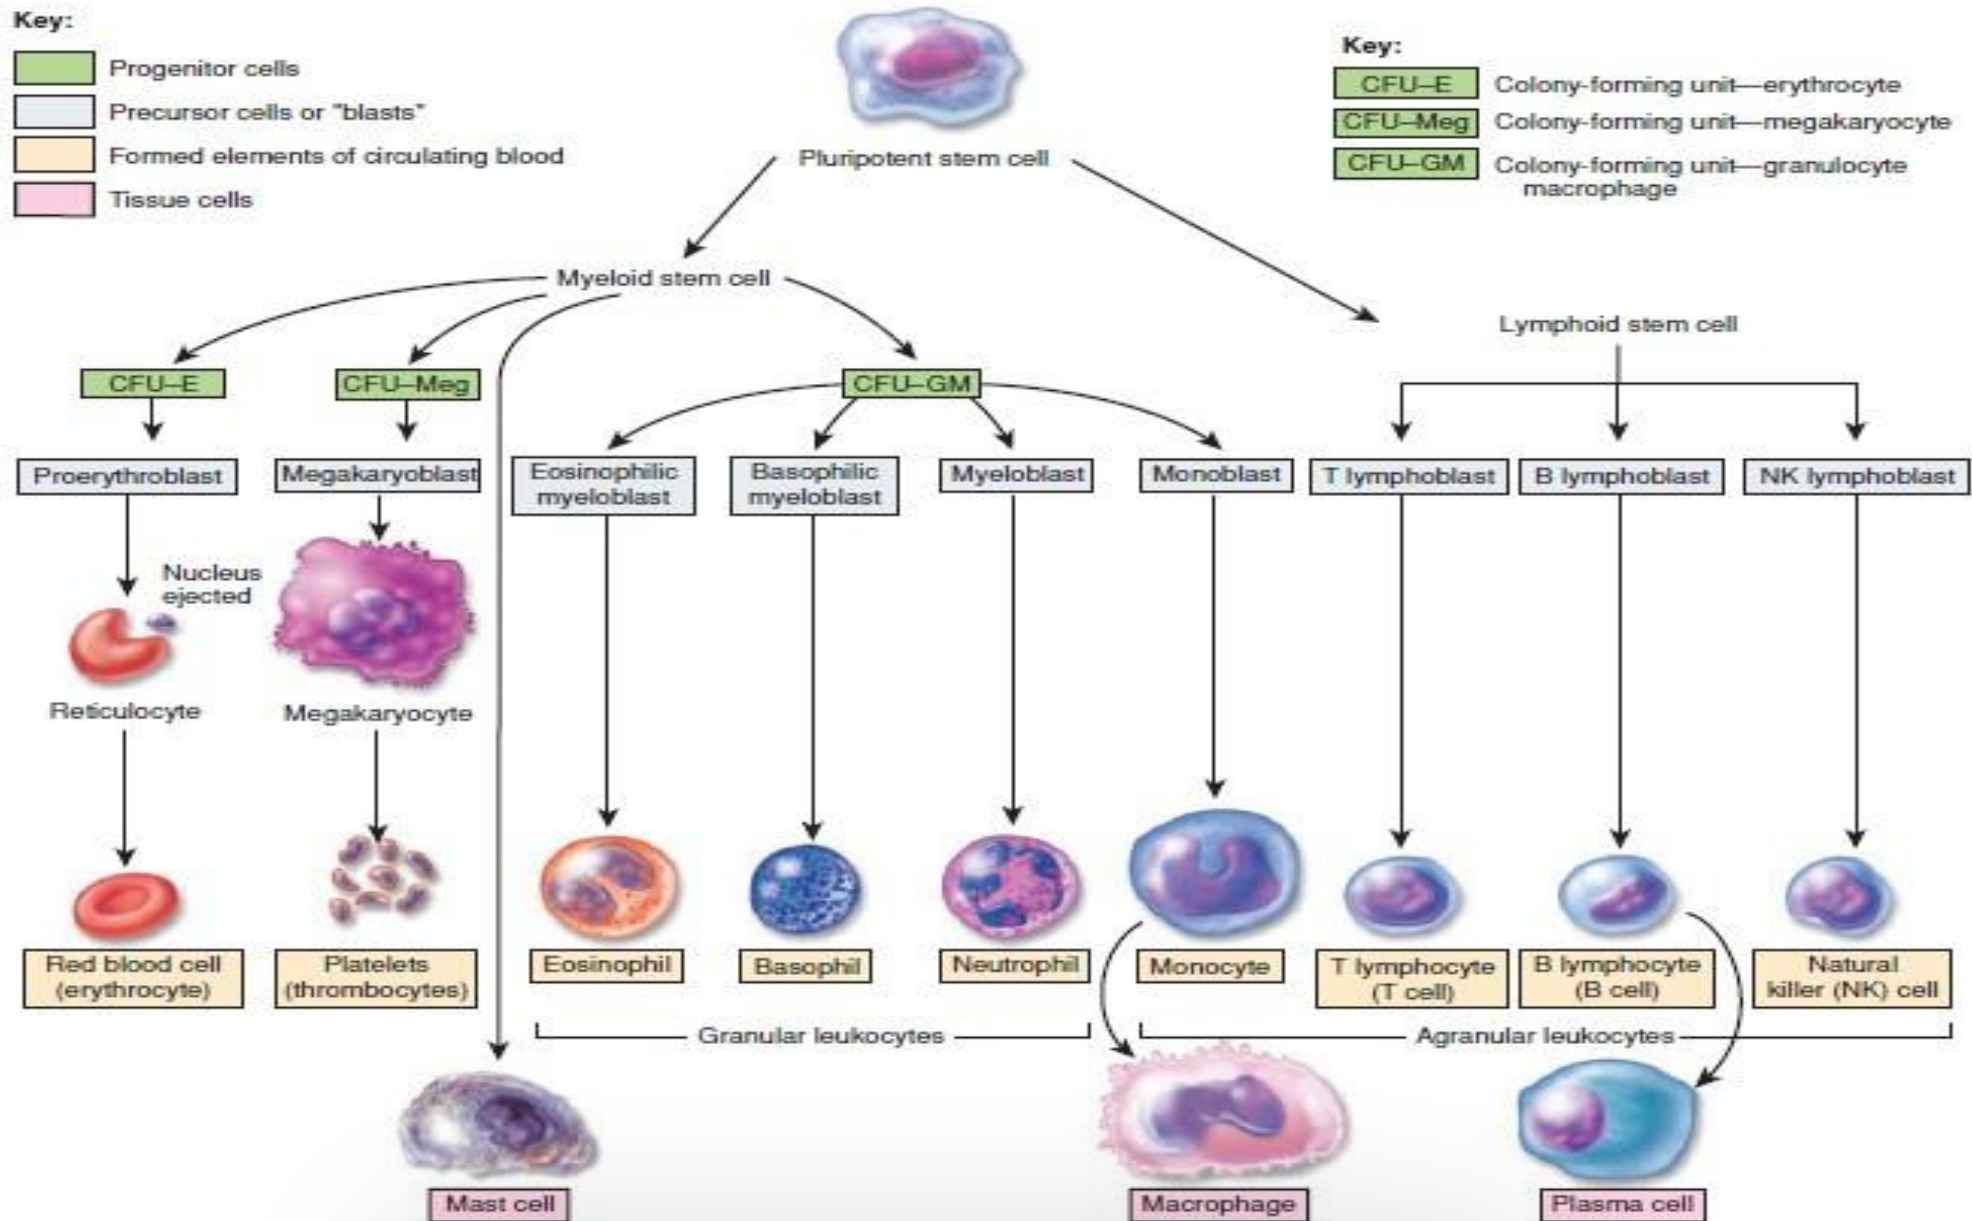 Key:
Progenitor cells
Precursor cells or "blasts"
Formed elements of circulating blood
Tissue cells
Key:
CFU–E Colony-forming unit—erythrocyte
CFU–Meg Colony-forming unit—megakaryocyte
CFU–GM Colony-forming unit—granulocyte
macrophage
Pluripotent stem cell
Myeloid stem cell
Lymphoid stem cell
CFU–E
CFU–Meg
CFU–GM
Proerythroblast
Megakaryoblast
Eosinophilic
myeloblast
Basophilic
myeloblast
Myeloblast
Monoblast
T lymphoblast
B lymphoblast
NK lymphoblast
Nucleus
ejected
Reticulocyte
Megakaryocyte
Red blood cell
(erythrocyte)
Platelets
(thrombocytes)
Eosinophil
Basophil
Neutrophil
Monocyte
T lymphocyte
(T cell)
B lymphocyte
(B cell)
Natural
killer (NK) cell
Granular leukocytes
Agranular leukocytes
Mast cell
Macrophage
Plasma cell